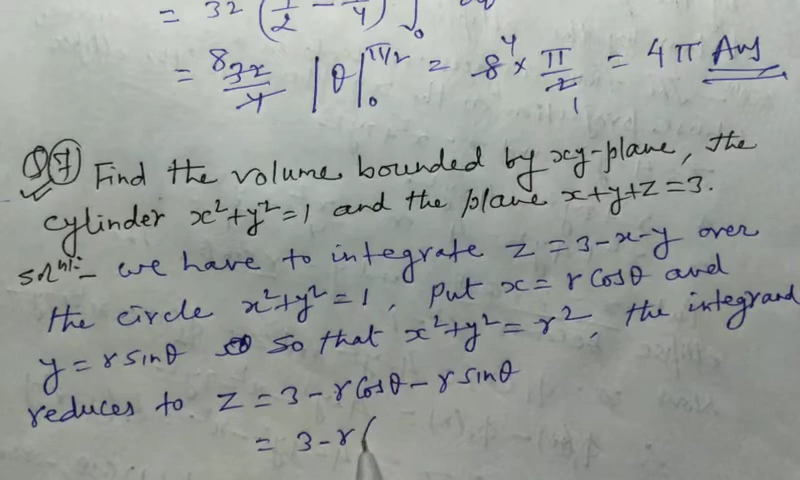 = 32 (1/2 - 1/4) ]₀
= 8 32/4 |θ|₀^π/2 = 8 4 × π/2 1 = 4π Ans
Q7 Find the volume bounded by xy-plane, the
cylinder x²+y²=1 and the plane x+y+z=3.
Solⁿ:- we have to integrate z = 3-x-y over
the circle x²+y²=1, Put x = r cosθ and
y = r sinθ so that x²+y² = r², the integrand
reduces to z = 3 - r cosθ - r sinθ
= 3 - r (